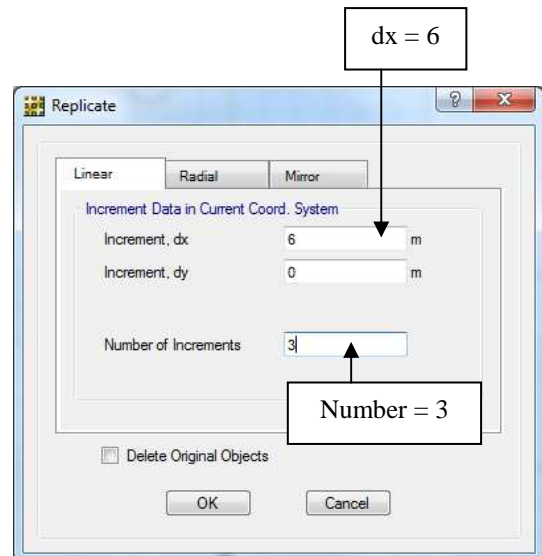 dx = 6
Replicate
Linear Radial Mirror
Increment Data in Current Coord. System
Increment, dx 6 m
Increment, dy 0 m
Number of Increments 3
Number = 3
Delete Original Objects
OK Cancel